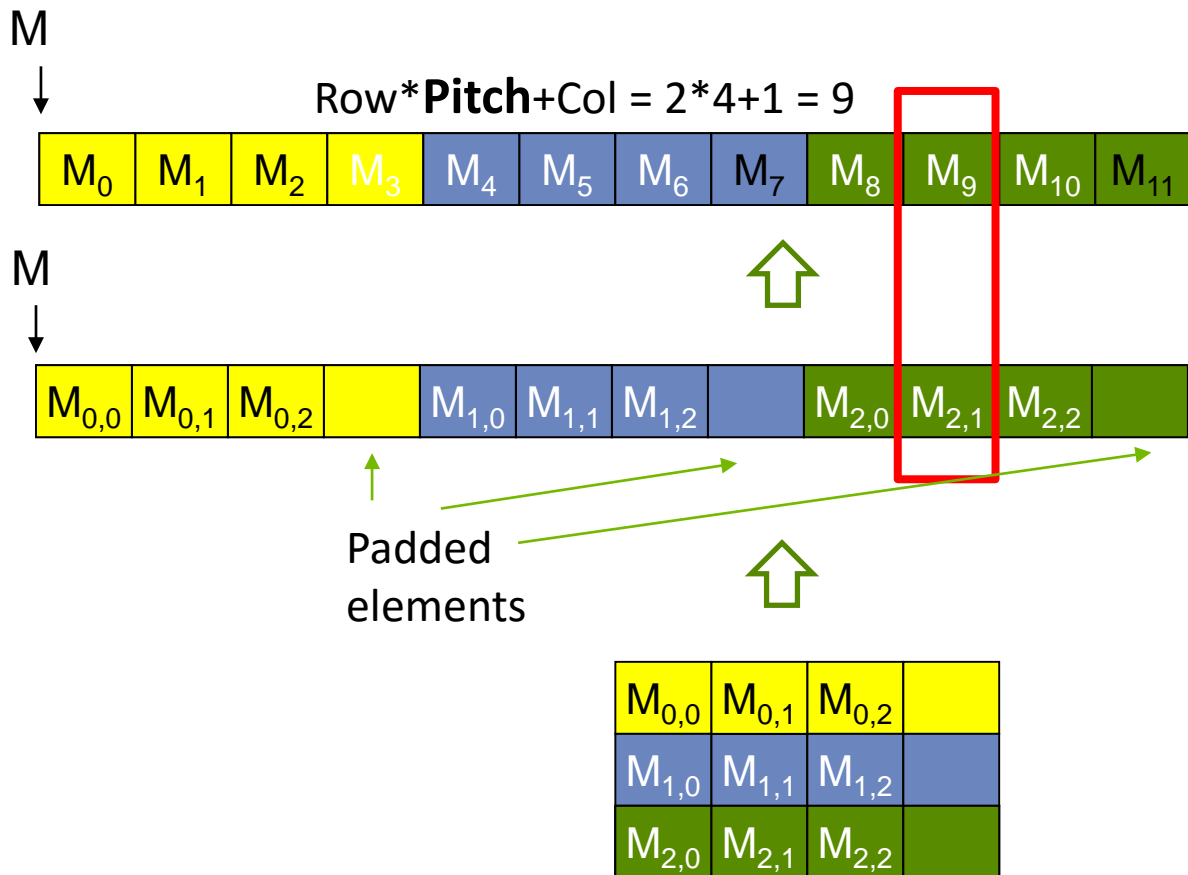 M
Row*Pitch+Col = 2*4+1 = 9
M0 M1 M2 M3 M4 M5 M6 M7 M8 M9 M10 M11
M
M0,0 M0,1 M0,2 M1,0 M1,1 M1,2 M2,0 M2,1 M2,2
Padded
elements
M0,0 M0,1 M0,2
M1,0 M1,1 M1,2
M2,0 M2,1 M2,2